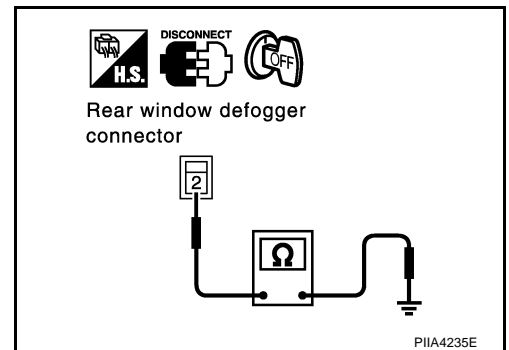 DISCONNECT
H.S.
OFF
Rear window defogger
connector
2
Ω
PIIA4235E